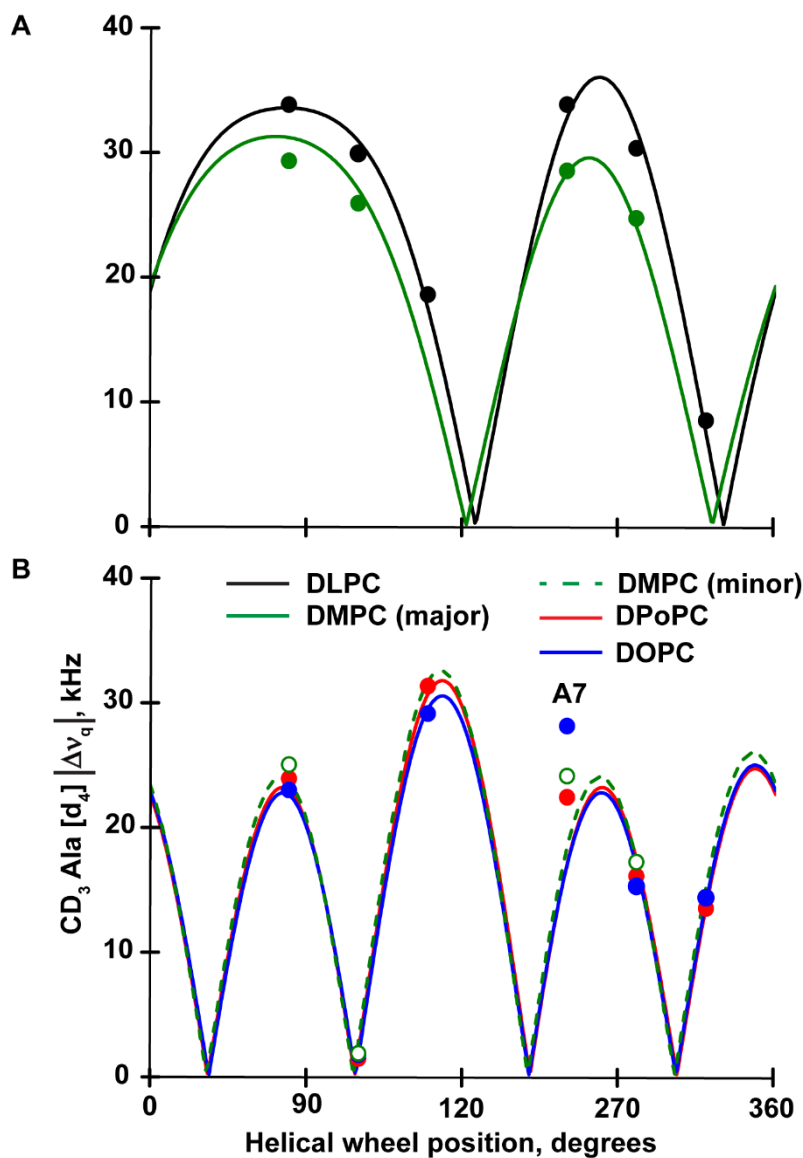 A
40
30
20
10
0
B
40
DLPC
DMPC (minor)
DMPC (major)
DPoPC
DOPC
30
A7
20
10
0
CD₃ Ala [d₄] |Δν_q|, kHz
0
90
120
270
360
Helical wheel position, degrees